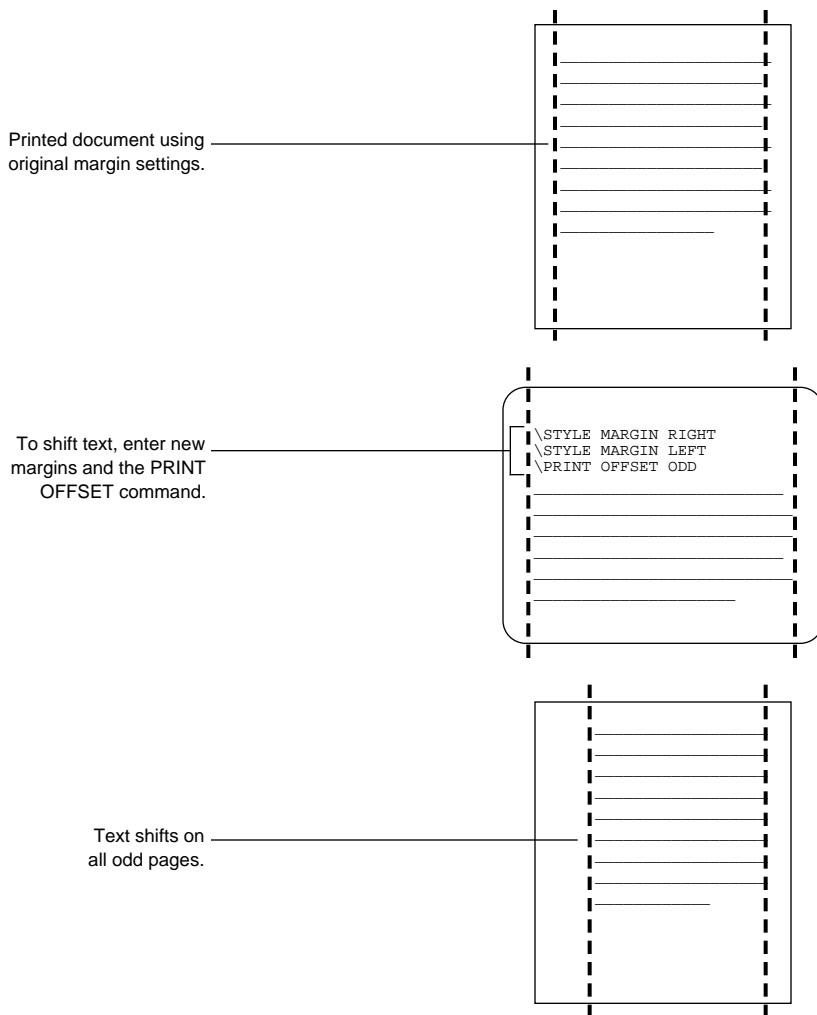 Printed document using
original margin settings.
To shift text, enter new
margins and the PRINT
OFFSET command.
\STYLE MARGIN RIGHT
\STYLE MARGIN LEFT
\PRINT OFFSET ODD
Text shifts on
all odd pages.